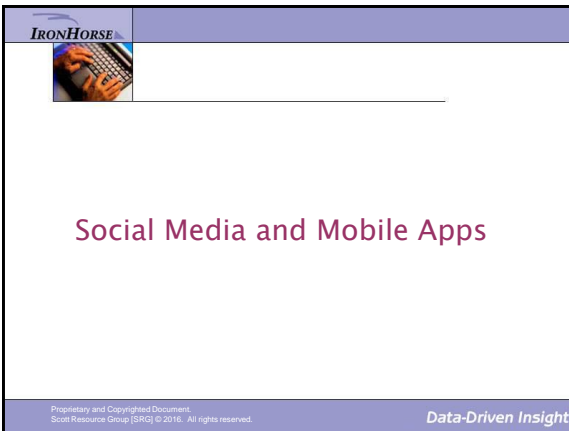 IRONHORSE
Social Media and Mobile Apps
Proprietary and Copyrighted Document.
Scott Resource Group [SRG] © 2016. All rights reserved.
Data-Driven Insight